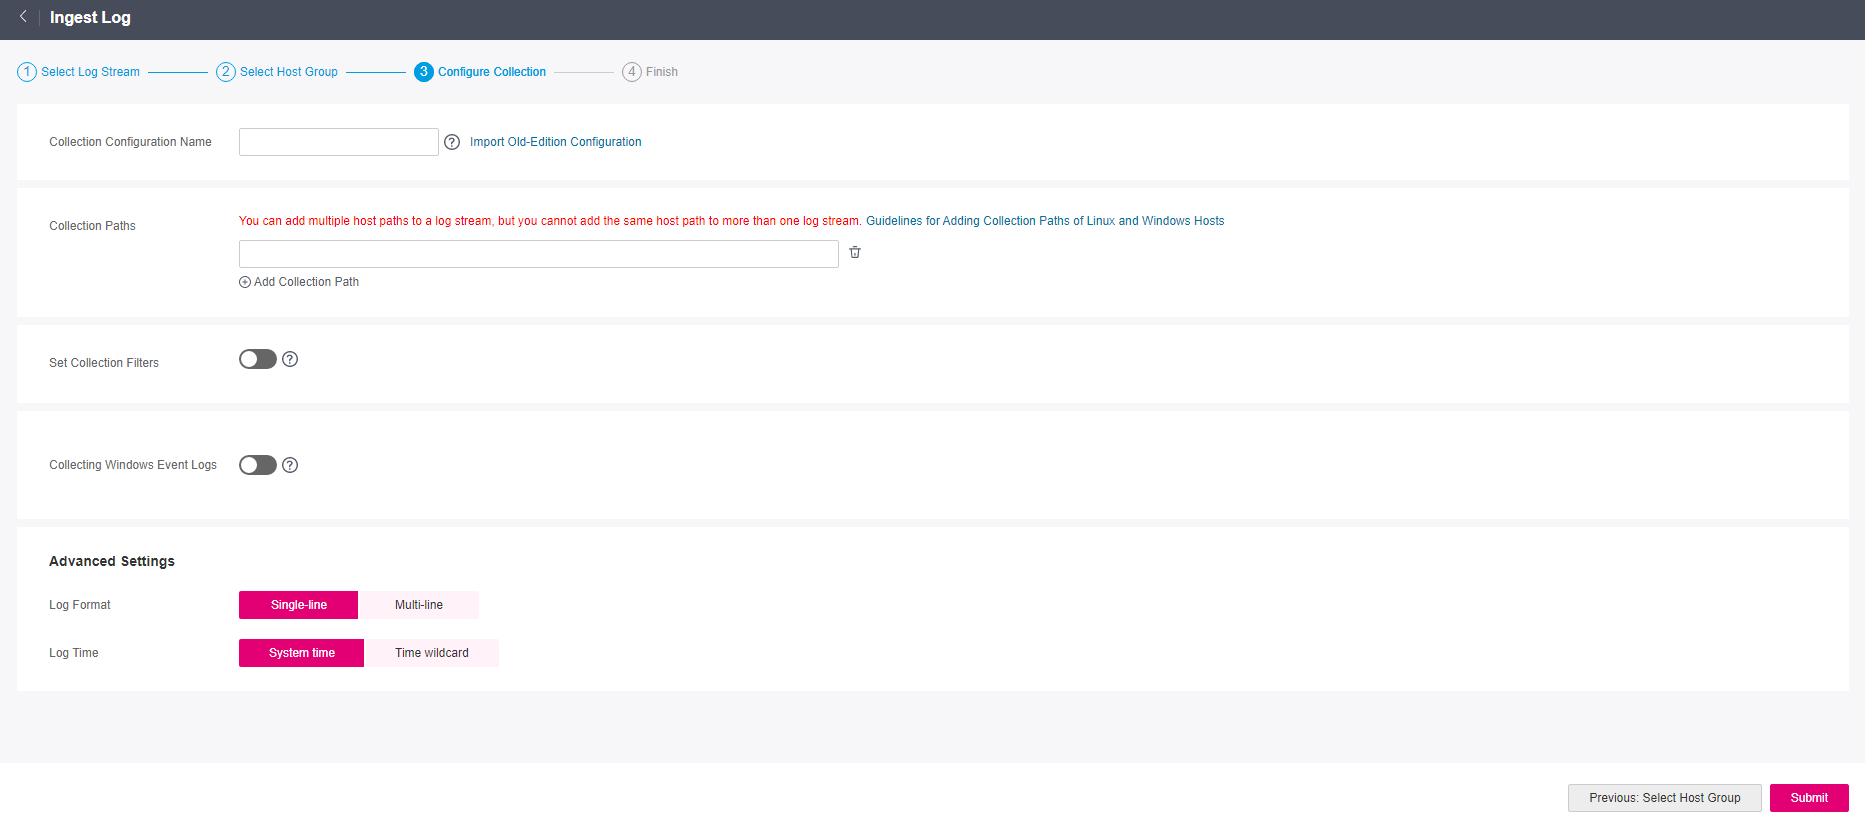 Ingest Log
1 Select Log Stream 2 Select Host Group 3 Configure Collection 4 Finish
Collection Configuration Name ? Import Old-Edition Configuration
Collection Paths You can add multiple host paths to a log stream, but you cannot add the same host path to more than one log stream. Guidelines for Adding Collection Paths of Linux and Windows Hosts
Add Collection Path
Set Collection Filters ?
Collecting Windows Event Logs ?
Advanced Settings
Log Format Single-line Multi-line
Log Time System time Time wildcard
Previous: Select Host Group Submit